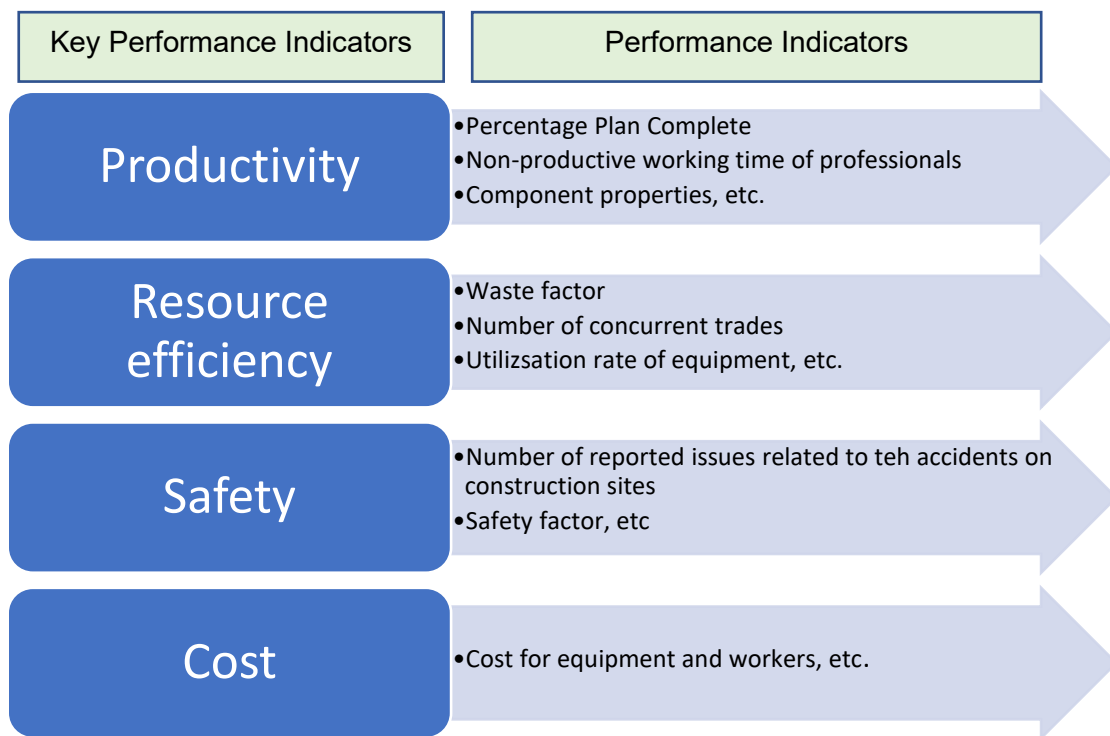 Key Performance Indicators
Performance Indicators
Productivity
•Percentage Plan Complete
•Non-productive working time of professionals
•Component properties, etc.
Resource
efficiency
•Waste factor
•Number of concurrent trades
•Utilizsation rate of equipment, etc.
Safety
•Number of reported issues related to teh accidents on
construction sites
•Safety factor, etc
Cost
•Cost for equipment and workers, etc.